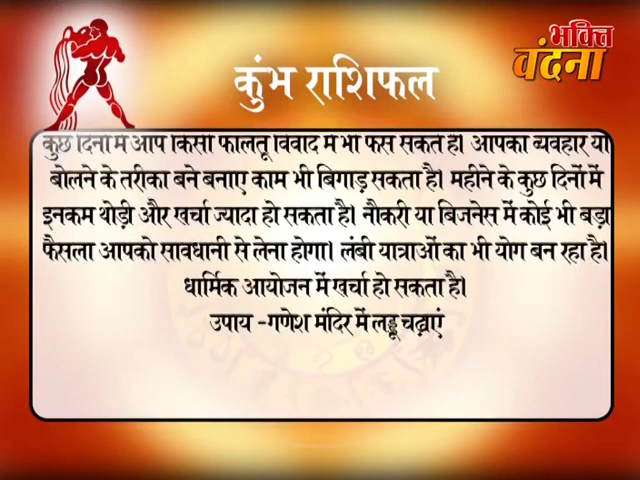 भक्ति
वंदना
कुंभ राशिफल
कुछ दिनों में आप किसी फालतू विवाद में भी फंस सकते हैं। आपका व्यवहार या
बोलने के तरीका बने बनाए काम भी बिगाड़ सकता है। महीने के कुछ दिनों में
इनकम थोड़ी और खर्चा ज्यादा हो सकता है। नौकरी या बिजनेस में कोई भी बड़ा
फैसला आपको सावधानी से लेना होगा। लंबी यात्राओं का भी योग बन रहा है।
धार्मिक आयोजन में खर्चा हो सकता है।
उपाय -गणेश मंदिर में लड्डू चढ़ाएं